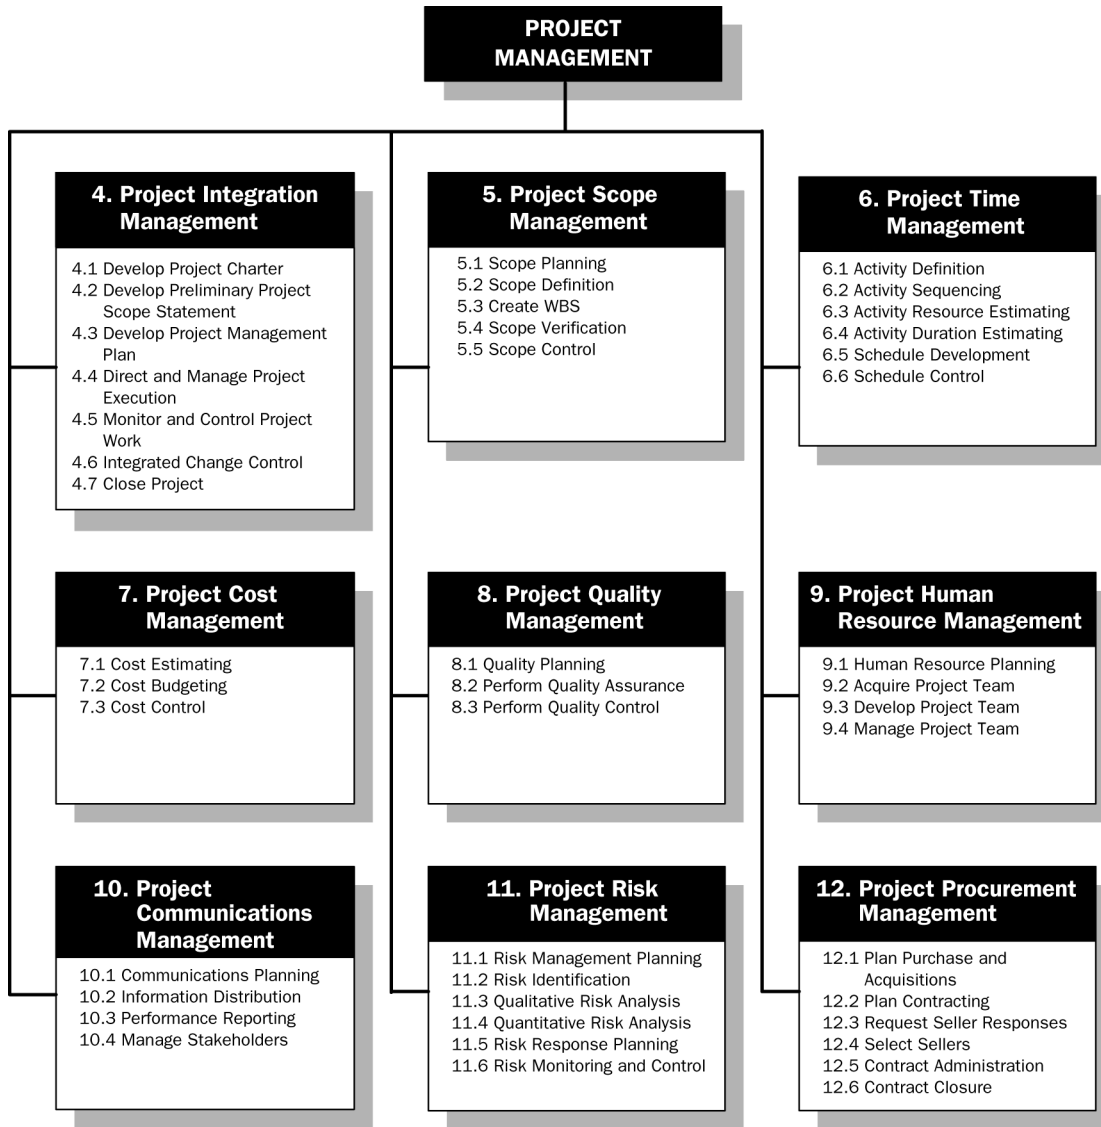 PROJECT
MANAGEMENT
4. Project Integration
Management
4.1 Develop Project Charter
4.2 Develop Preliminary Project
Scope Statement
4.3 Develop Project Management
Plan
4.4 Direct and Manage Project
Execution
4.5 Monitor and Control Project
Work
4.6 Integrated Change Control
4.7 Close Project
5. Project Scope
Management
5.1 Scope Planning
5.2 Scope Definition
5.3 Create WBS
5.4 Scope Verification
5.5 Scope Control
6. Project Time
Management
6.1 Activity Definition
6.2 Activity Sequencing
6.3 Activity Resource Estimating
6.4 Activity Duration Estimating
6.5 Schedule Development
6.6 Schedule Control
7. Project Cost
Management
7.1 Cost Estimating
7.2 Cost Budgeting
7.3 Cost Control
8. Project Quality
Management
8.1 Quality Planning
8.2 Perform Quality Assurance
8.3 Perform Quality Control
9. Project Human
Resource Management
9.1 Human Resource Planning
9.2 Acquire Project Team
9.3 Develop Project Team
9.4 Manage Project Team
10. Project
Communications
Management
10.1 Communications Planning
10.2 Information Distribution
10.3 Performance Reporting
10.4 Manage Stakeholders
11. Project Risk
Management
11.1 Risk Management Planning
11.2 Risk Identification
11.3 Qualitative Risk Analysis
11.4 Quantitative Risk Analysis
11.5 Risk Response Planning
11.6 Risk Monitoring and Control
12. Project Procurement
Management
12.1 Plan Purchase and
Acquisitions
12.2 Plan Contracting
12.3 Request Seller Responses
12.4 Select Sellers
12.5 Contract Administration
12.6 Contract Closure